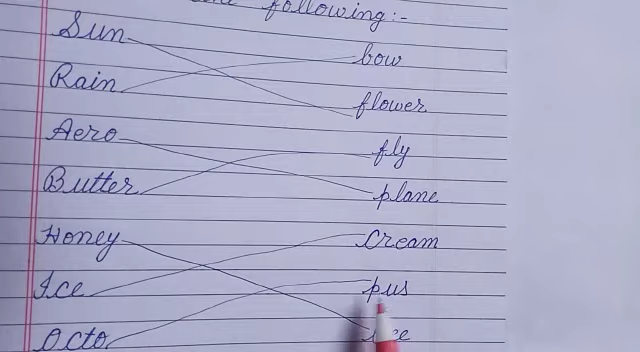 following:-
Sun bow
Rain flower
Aero fly
Butter plane
Honey Cream
Ice pus
Octo